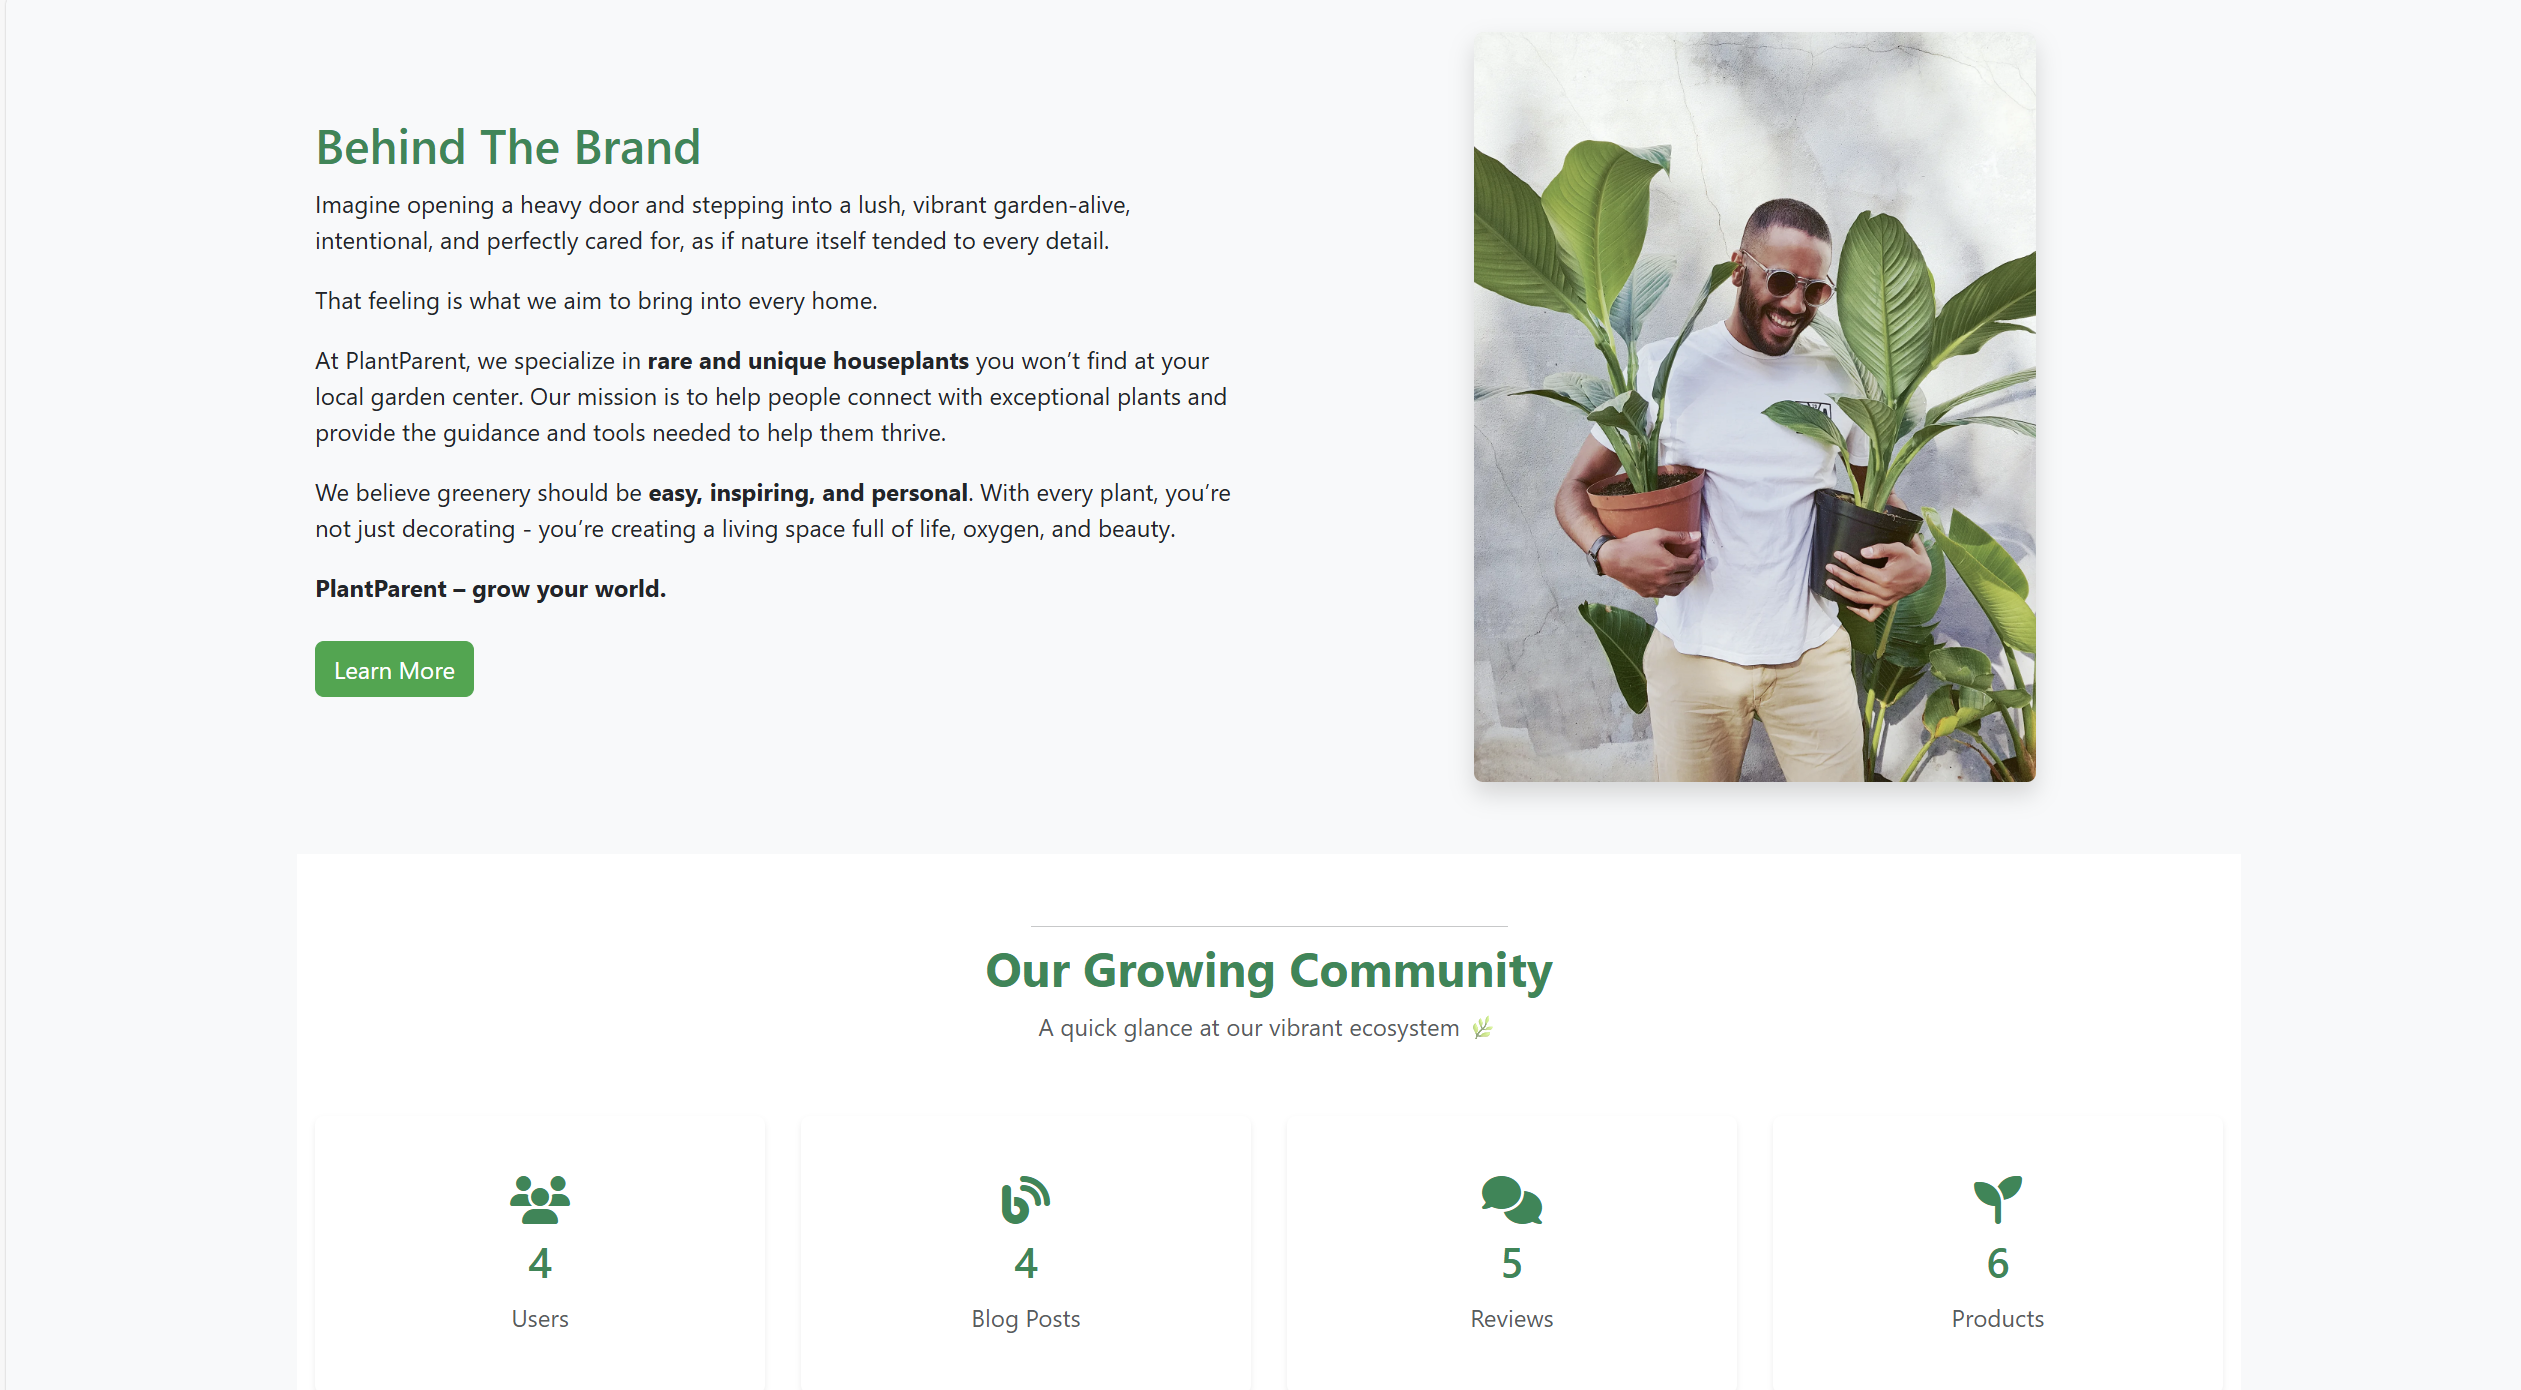 Behind The Brand
Imagine opening a heavy door and stepping into a lush, vibrant garden-alive,
intentional, and perfectly cared for, as if nature itself tended to every detail.
That feeling is what we aim to bring into every home.
At PlantParent, we specialize in rare and unique houseplants you won’t find at your
local garden center. Our mission is to help people connect with exceptional plants and
provide the guidance and tools needed to help them thrive.
We believe greenery should be easy, inspiring, and personal. With every plant, you’re
not just decorating - you’re creating a living space full of life, oxygen, and beauty.
PlantParent – grow your world.
Learn More
Our Growing Community
A quick glance at our vibrant ecosystem 🌿
4
Users
4
Blog Posts
5
Reviews
6
Products